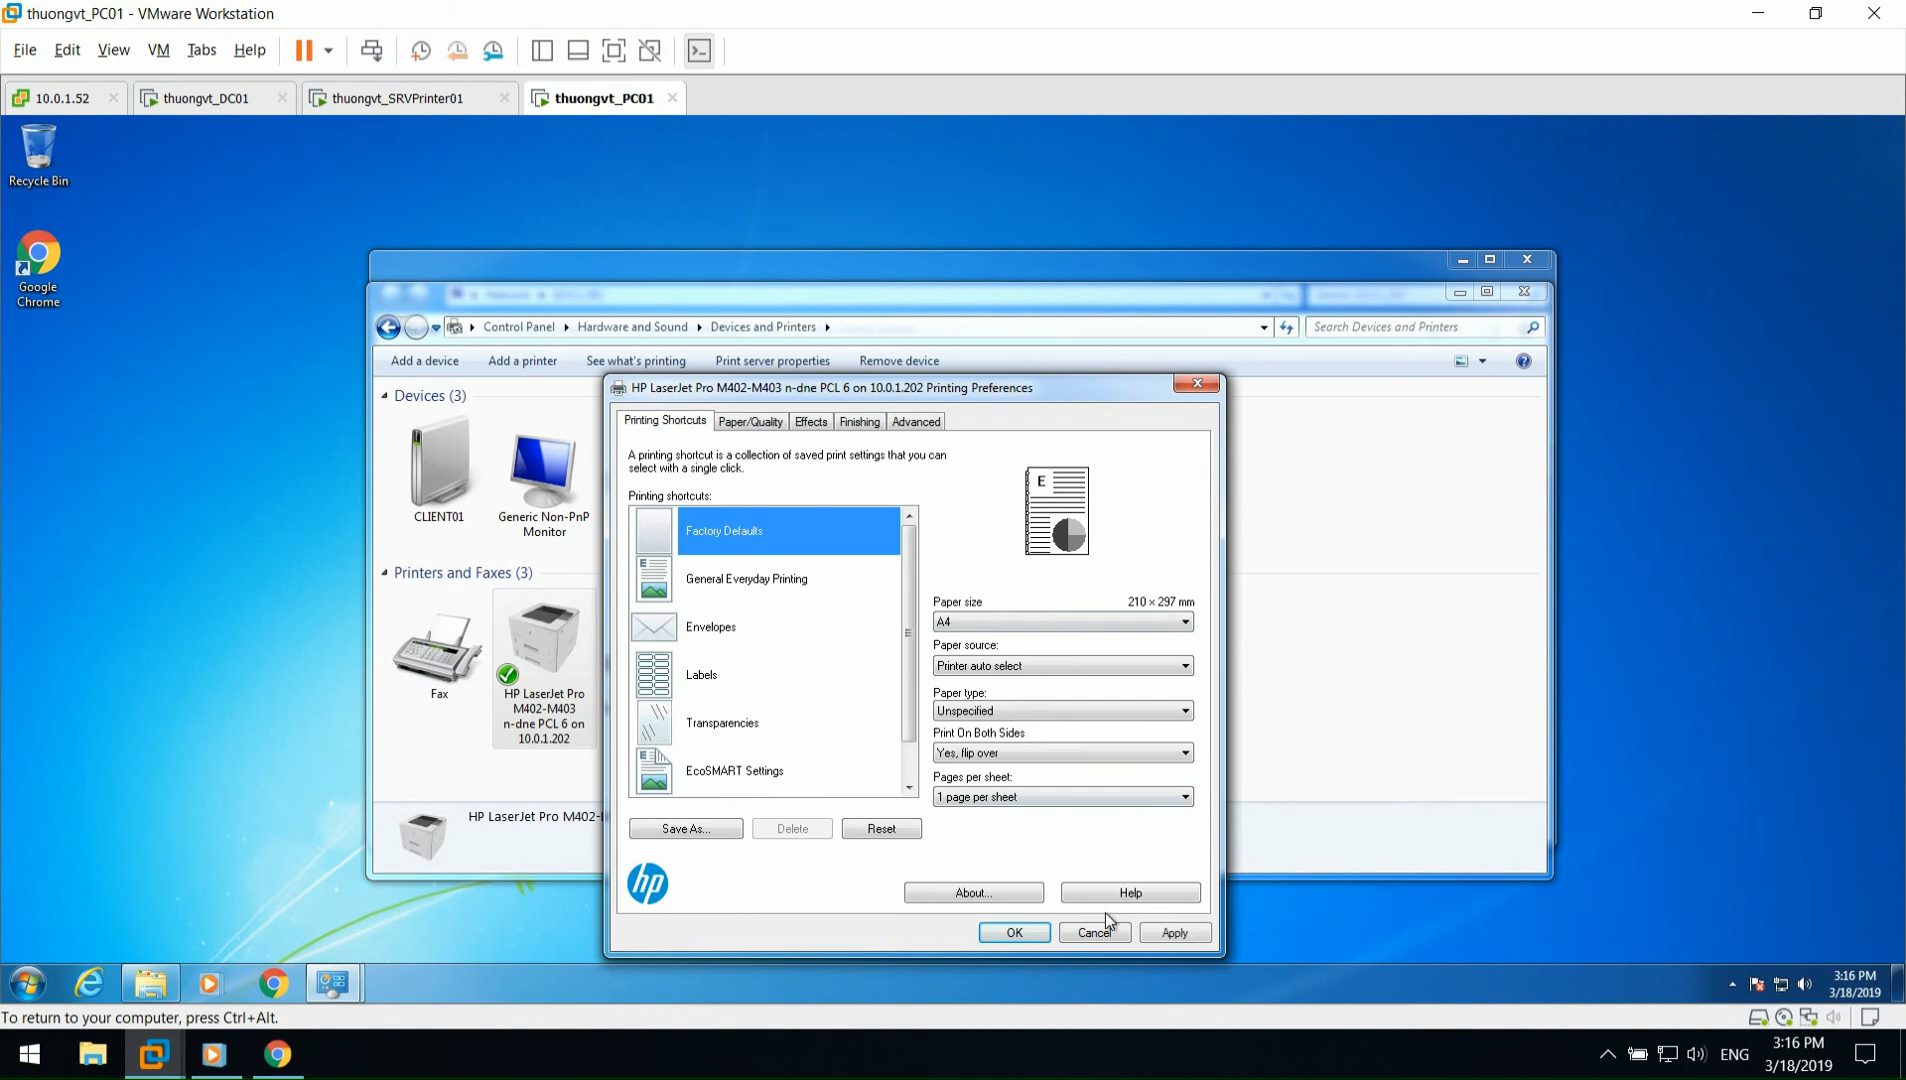 thuongvt_PC01 - VMware Workstation
File Edit View VM Tabs Help
10.0.1.52
thuongvt_DC01
thuongvt_SRVPrinter01
thuongvt_PC01
Recycle Bin
Google
Chrome
Control Panel
Hardware and Sound
Devices and Printers
Search Devices and Printers
Add a device
Add a printer
See what's printing
Print server properties
Remove device
Devices (3)
CLIENT01
Generic Non-PnP
Monitor
Printers and Faxes (3)
Fax
HP LaserJet Pro
M402-M403
n-dne PCL 6 on
10.0.1.202
HP LaserJet Pro M402-
HP LaserJet Pro M402-M403 n-dne PCL 6 on 10.0.1.202 Printing Preferences
Printing Shortcuts
Paper/Quality
Effects
Finishing
Advanced
A printing shortcut is a collection of saved print settings that you can
select with a single click.
Printing shortcuts:
Factory Defaults
General Everyday Printing
Envelopes
Labels
Transparencies
EcoSMART Settings
E
Paper size
210 × 297 mm
A4
Paper source:
Printer auto select
Paper type:
Unspecified
Print On Both Sides
Yes, flip over
Pages per sheet:
1 page per sheet
Save As...
Delete
Reset
hp
About...
Help
OK
Cancel
Apply
3:16 PM
3/18/2019
To return to your computer, press Ctrl+Alt.
ENG
3:16 PM
3/18/2019